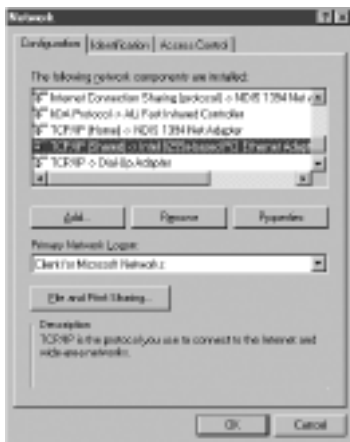 Network
Configuration Identification Access Control
The following network components are installed:
Internet Connection Sharing (protocol) -> NDIS 1394 Net
IrDA Protocol -> ALi Fast Infrared Controller
TCP/IP (Home) -> NDIS 1394 Net Adapter
TCP/IP (Shared) -> Intel PCI Ethernet Adapt
TCP/IP -> Dial-Up Adapter
Add...
Remove
Properties
Primary Network Logon:
Client for Microsoft Networks
File and Print Sharing...
Description
TCP/IP is the protocol you use to connect to the Internet and
wide-area networks.
OK
Cancel